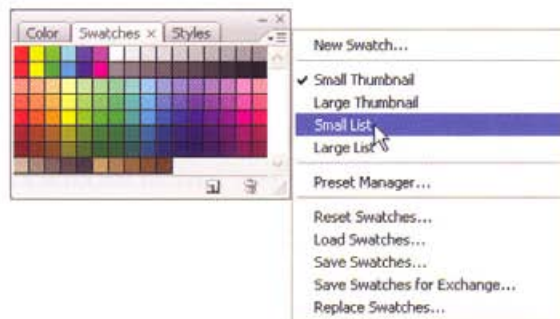 Color Swatches × Styles
New Swatch...
✓ Small Thumbnail
Large Thumbnail
Small List
Large List
Preset Manager...
Reset Swatches...
Load Swatches...
Save Swatches...
Save Swatches for Exchange...
Replace Swatches...